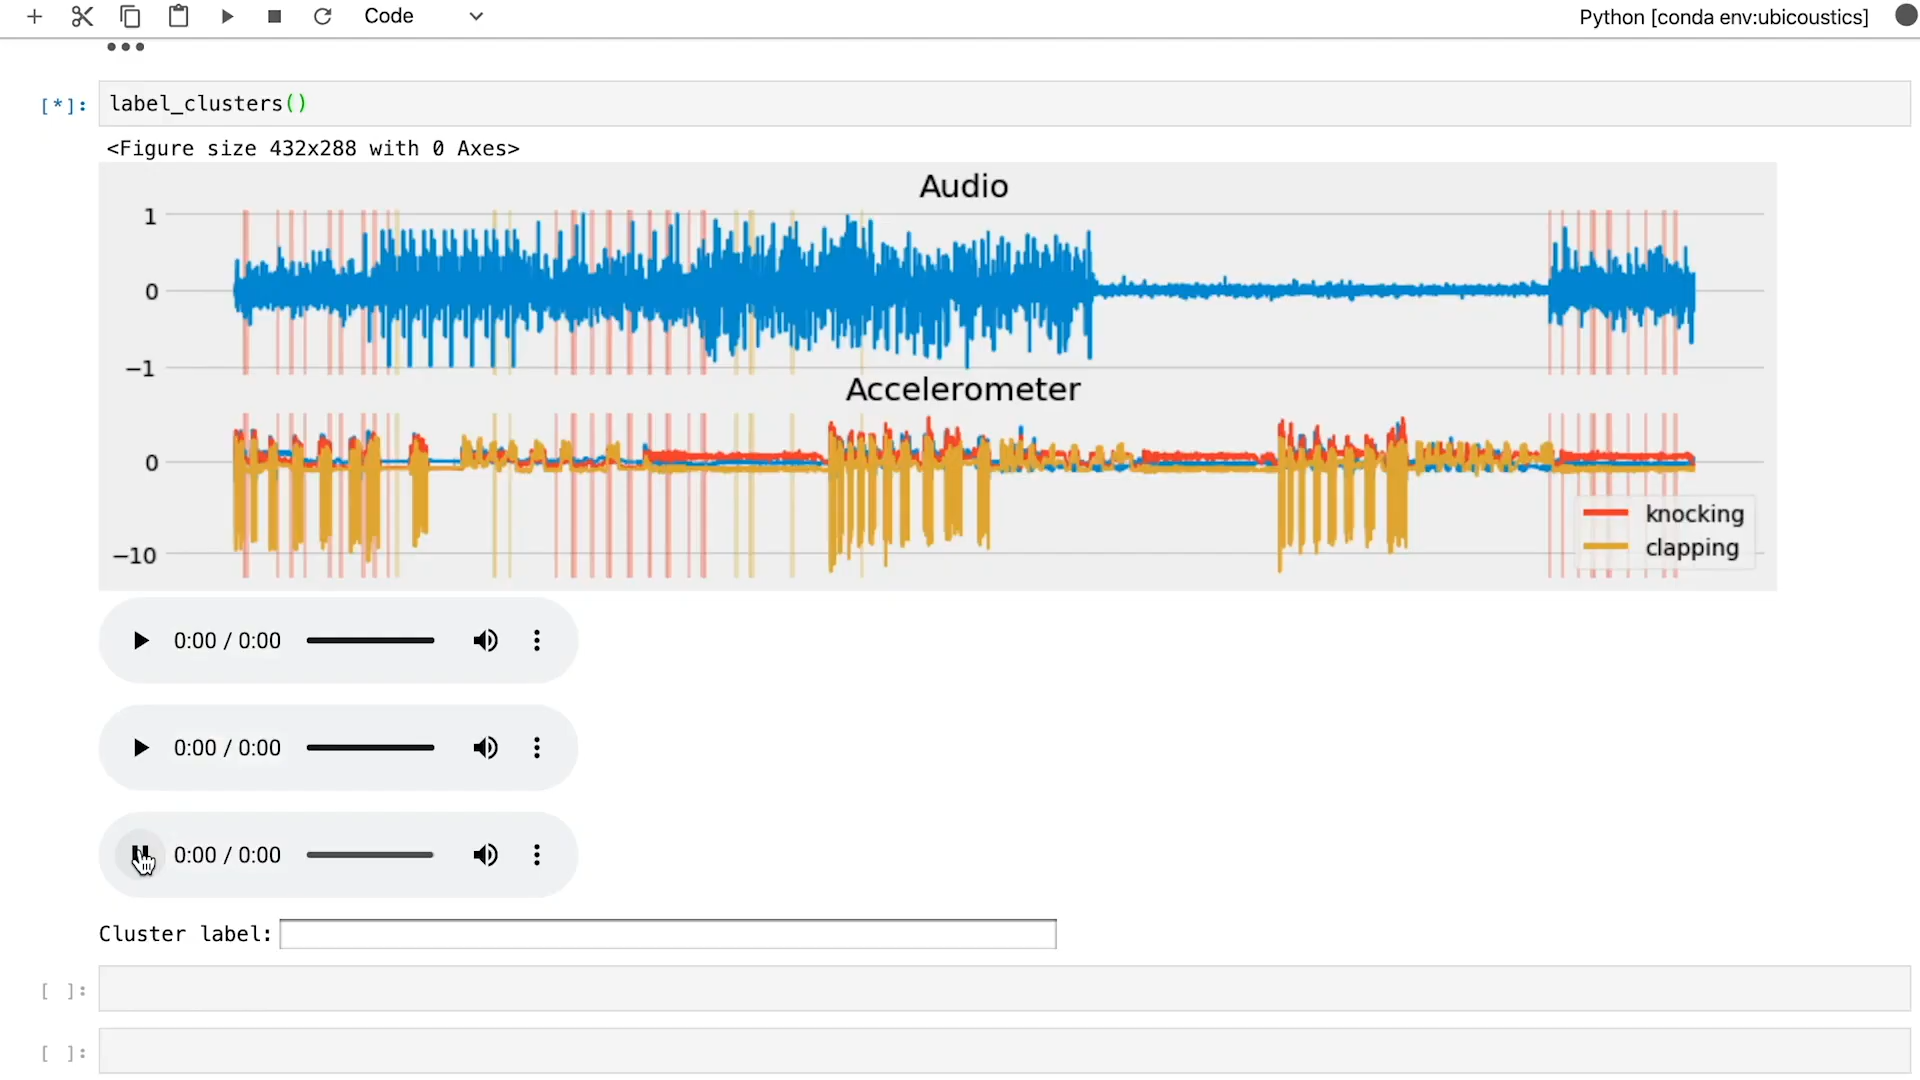 Code
Python [conda env:ubicoustics]
[*]: label_clusters()
<Figure size 432x288 with 0 Axes>
Audio
1
0
−1
Accelerometer
0
−10
knocking
clapping
0:00 / 0:00
0:00 / 0:00
0:00 / 0:00
Cluster label:
[ ]:
[ ]: